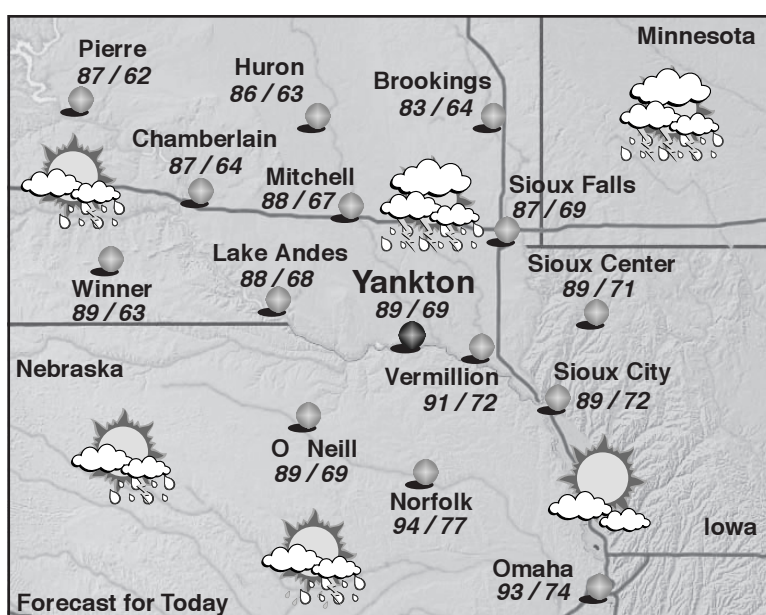 Minnesota
Pierre
87 / 62
Huron
86 / 63
Brookings
83 / 64
Chamberlain
87 / 64
Mitchell
88 / 67
Sioux Falls
87 / 69
Winner
89 / 63
Lake Andes
88 / 68
Yankton
89 / 69
Sioux Center
89 / 71
Nebraska
Vermillion
91 / 72
Sioux City
89 / 72
O Neill
89 / 69
Norfolk
94 / 77
Iowa
Omaha
93 / 74
Forecast for Today